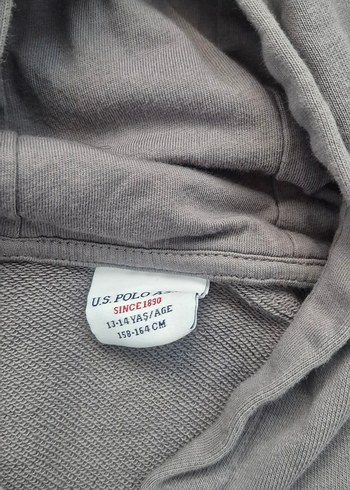 U.S. POLO A
SINCE 1890
13-14 YAŞ/AGE
158-164 CM